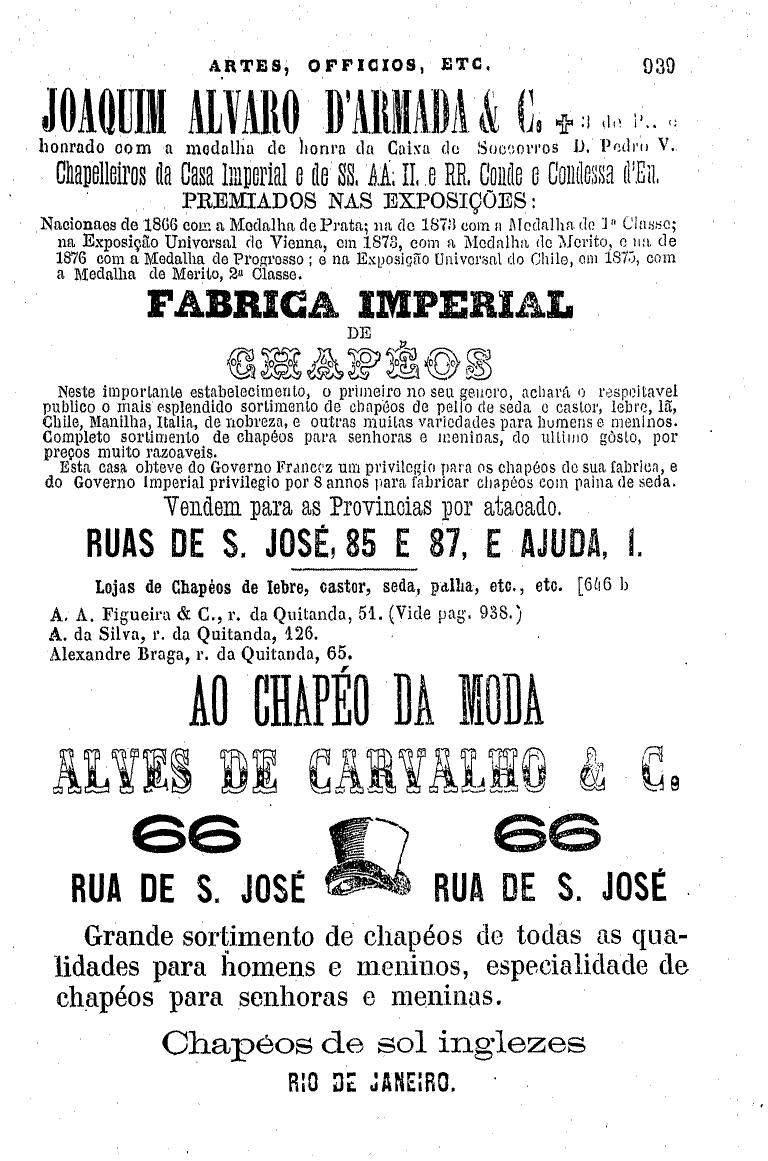 ARTES, OFFICIOS, ETC. 939
JOAQUIM ALVARO D'ARMADA & C. ✠ 3 do P.. e
honrado com a medalha de honra da Caixa de Soccorros D. Pedro V.
Chapelleiros da Casa Imperial e de SS. AA. II. e RR. Conde e Condessa d'Eu.
PREMIADOS NAS EXPOSIÇÕES:
Nacionaes de 1866 com a Medalha de Prata; na de 1873 com a Medalha de 1ª Classe;
na Exposição Universal de Vienna, em 1873, com a Medalha de Merito, e na de
1876 com a Medalha de Progresso; e na Exposição Universal do Chile, em 1875, com
a Medalha de Merito, 2ª Classe.
FABRICA IMPERIAL
DE
CHAPÉOS
Neste importante estabelecimento, o primeiro no seu genero, achará o respeitavel
publico o mais esplendido sortimento de chapéos de pello de seda e castor, lebre, lã,
Chile, Manilha, Italia, de nobreza, e outras muitas variedades para homens e meninos.
Completo sortimento de chapéos para senhoras e meninas, do ultimo gôsto, por
preços muito razoaveis.
Esta casa obteve do Governo Francez um privilegio para os chapéos de sua fabrica, e
do Governo Imperial privilegio por 8 annos para fabricar chapéos com paina de seda.
Vendem para as Provincias por atacado.
RUAS DE S. JOSÉ, 85 E 87, E AJUDA, 1.
Lojas de Chapéos de lebre, castor, seda, palha, etc., etc. [646 b
A. A. Figueira & C., r. da Quitanda, 51. (Vide pag. 938.)
A. da Silva, r. da Quitanda, 126.
Alexandre Braga, r. da Quitanda, 65.
AO CHAPÉO DA MODA
ALVES DE CARVALHO & C.
66 66
RUA DE S. JOSÉ RUA DE S. JOSÉ
Grande sortimento de chapéos de todas as qua-
lidades para homens e meninos, especialidade de
chapéos para senhoras e meninas.
Chapéos de sol inglezes
RIO DE JANEIRO.